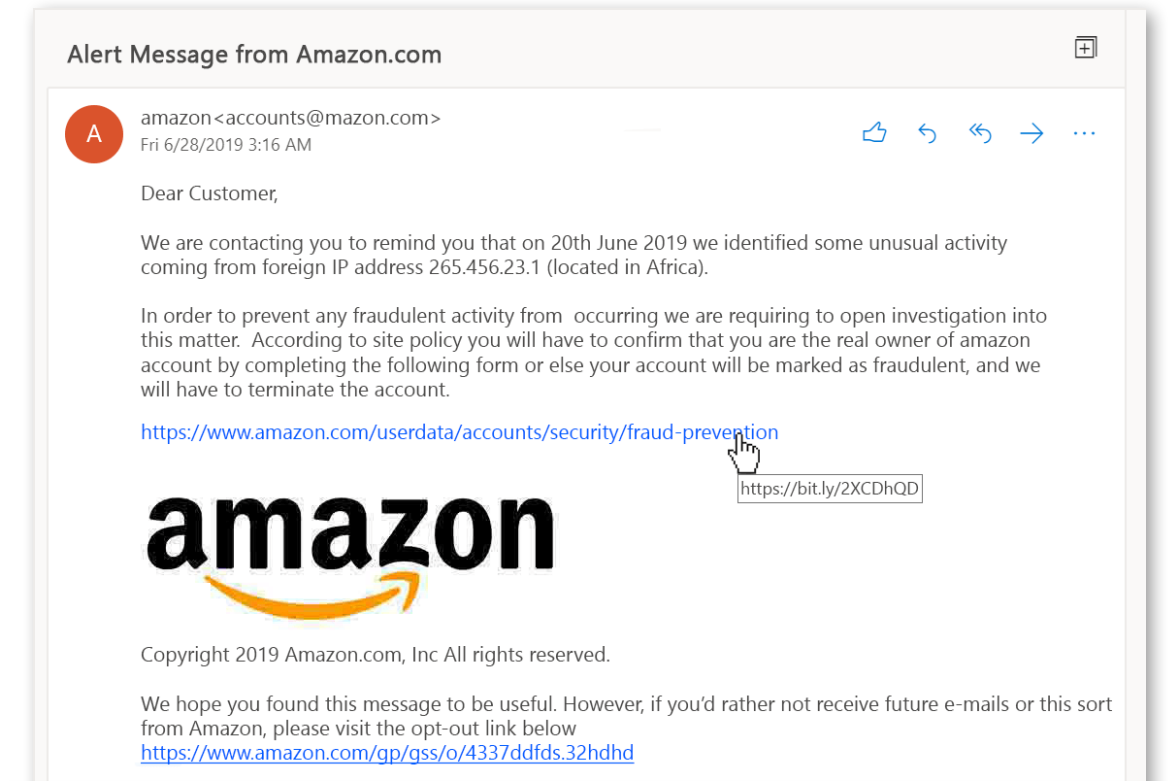 Alert Message from Amazon.com
A
amazon<accounts@mazon.com>
Fri 6/28/2019 3:16 AM
Dear Customer,
We are contacting you to remind you that on 20th June 2019 we identified some unusual activity
coming from foreign IP address 265.456.23.1 (located in Africa).
In order to prevent any fraudulent activity from  occurring we are requiring to open investigation into
this matter.  According to site policy you will have to confirm that you are the real owner of amazon
account by completing the following form or else your account will be marked as fraudulent, and we
will have to terminate the account.
https://www.amazon.com/userdata/accounts/security/fraud-prevention
https://bit.ly/2XCDhQD
amazon
Copyright 2019 Amazon.com, Inc All rights reserved.
We hope you found this message to be useful. However, if you’d rather not receive future e-mails or this sort
from Amazon, please visit the opt-out link below
https://www.amazon.com/gp/gss/o/4337ddfds.32hdhd